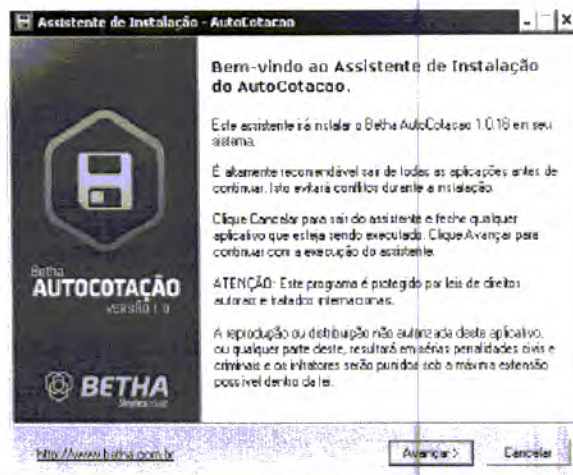 Assistente de Instalação - AutoCotacao
Bem-vindo ao Assistente de Instalação
do AutoCotacao.
Este assistente irá instalar o Betha AutoCotacao 1.0.18 em seu
sistema.
É altamente recomendável sair de todas as aplicações antes de
continuar. Isto evitará conflitos durante a instalação.
Clique Cancelar para sair do assistente e feche qualquer
aplicativo que esteja sendo executado. Clique Avançar para
continuar com a execução do assistente.
ATENÇÃO: Este programa é protegido por leis de direitos
autorais e tratados internacionais.
A reprodução ou distribuição não autorizada deste aplicativo,
ou qualquer parte deste, resultará em sérias penalidades civis e
criminais e os infratores serão punidos sob a máxima extensão
possível dentro da lei.
Betha
AUTOCOTAÇÃO
VERSÃO 1.0
BETHA
http://www.betha.com.br
Avançar >
Cancelar